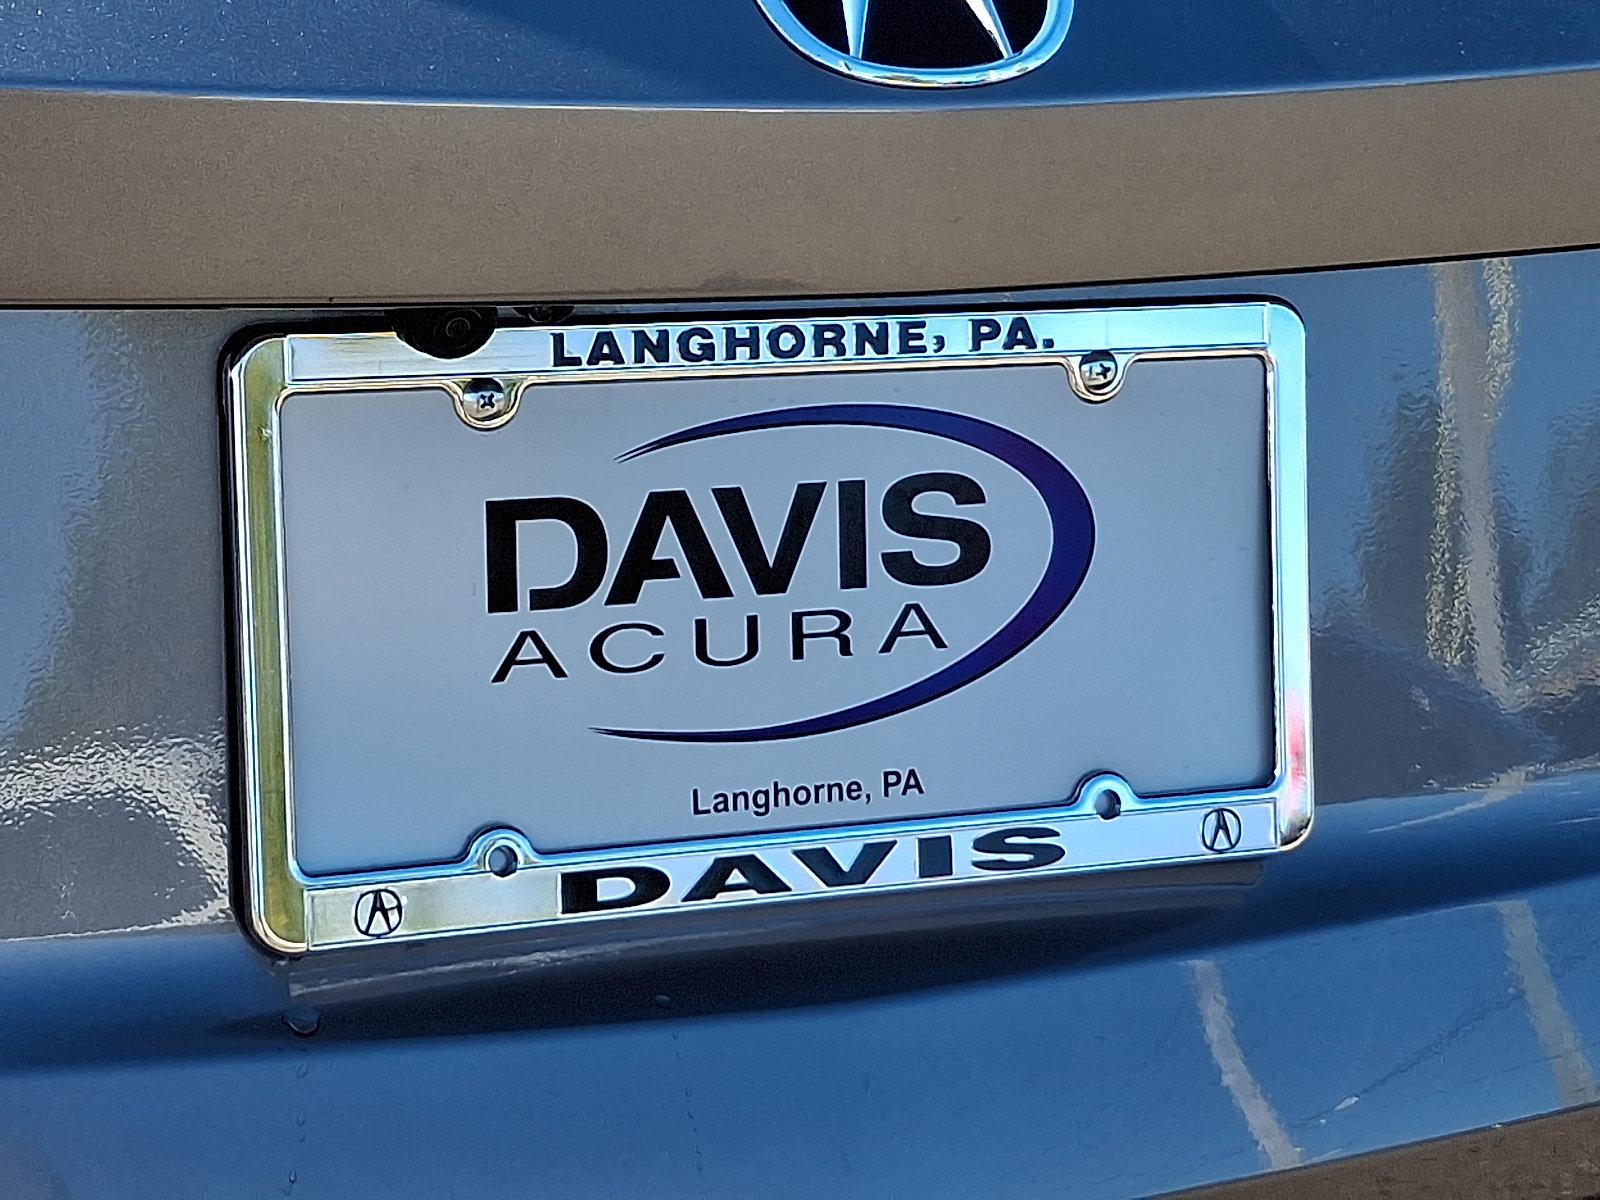 LANGHORNE, PA.
DAVIS
ACURA
Langhorne, PA
DAVIS